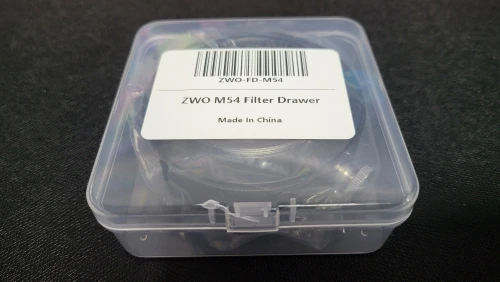 ZWO-FD-M54
ZWO M54 Filter Drawer
Made In China